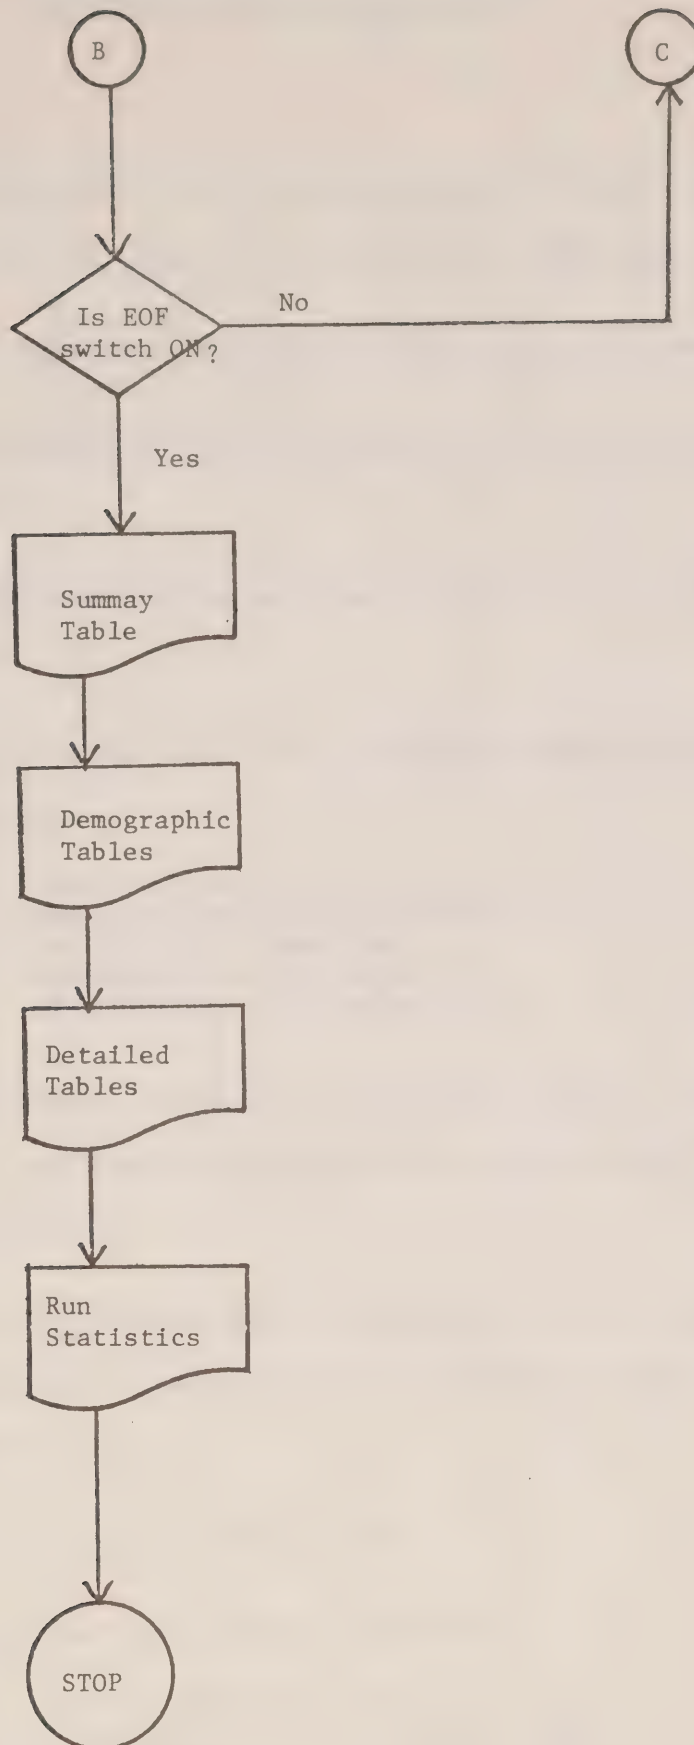 B
C
Is EOF
switch ON?
No
Yes
Summay
Table
Demographic
Tables
Detailed
Tables
Run
Statistics
STOP